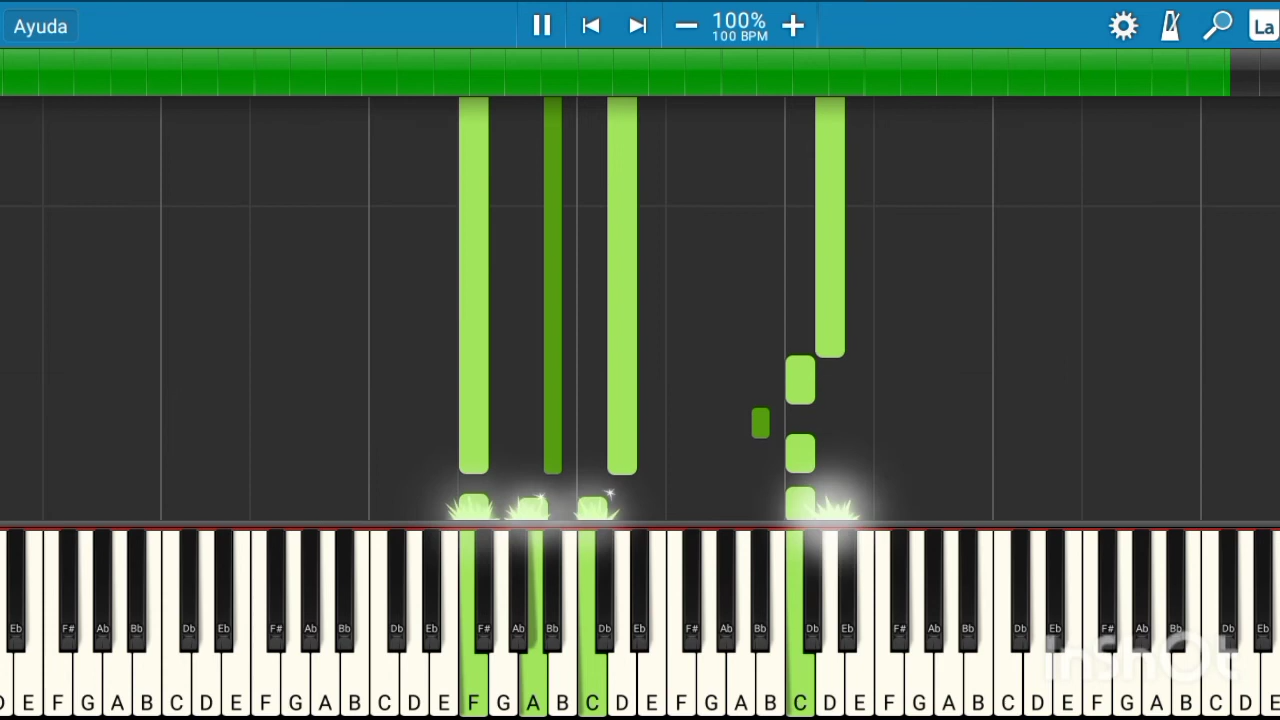 Ayuda
100%
100 BPM
La
Eb F# Ab Bb Db Eb F# Ab Bb Db Eb F# Ab Bb Db Eb F# Ab Bb Db Eb F# Ab Bb Db Eb F# Ab Bb Db Eb
InShOt
D E F G A B C D E F G A B C D E F G A B C D E F G A B C D E F G A B C D E F G A B C D E